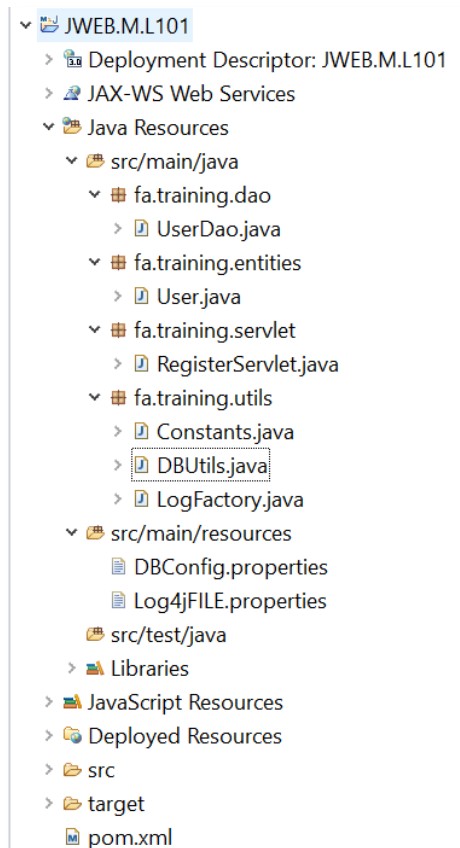 JWEB.M.L101
Deployment Descriptor: JWEB.M.L101
JAX-WS Web Services
Java Resources
src/main/java
fa.training.dao
UserDao.java
fa.training.entities
User.java
fa.training.servlet
RegisterServlet.java
fa.training.utils
Constants.java
DBUtils.java
LogFactory.java
src/main/resources
DBConfig.properties
Log4jFILE.properties
src/test/java
Libraries
JavaScript Resources
Deployed Resources
src
target
pom.xml